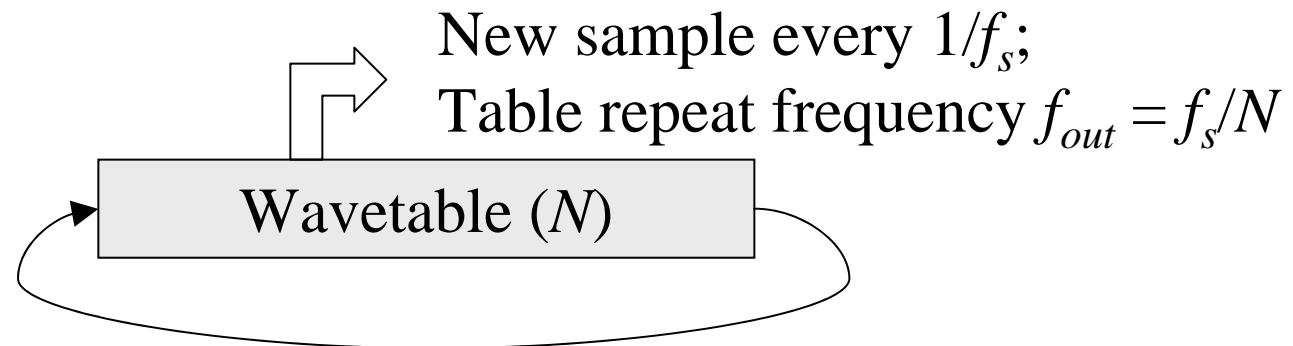 New sample every 1/fs;
Table repeat frequency fout = fs/N
Wavetable (N)